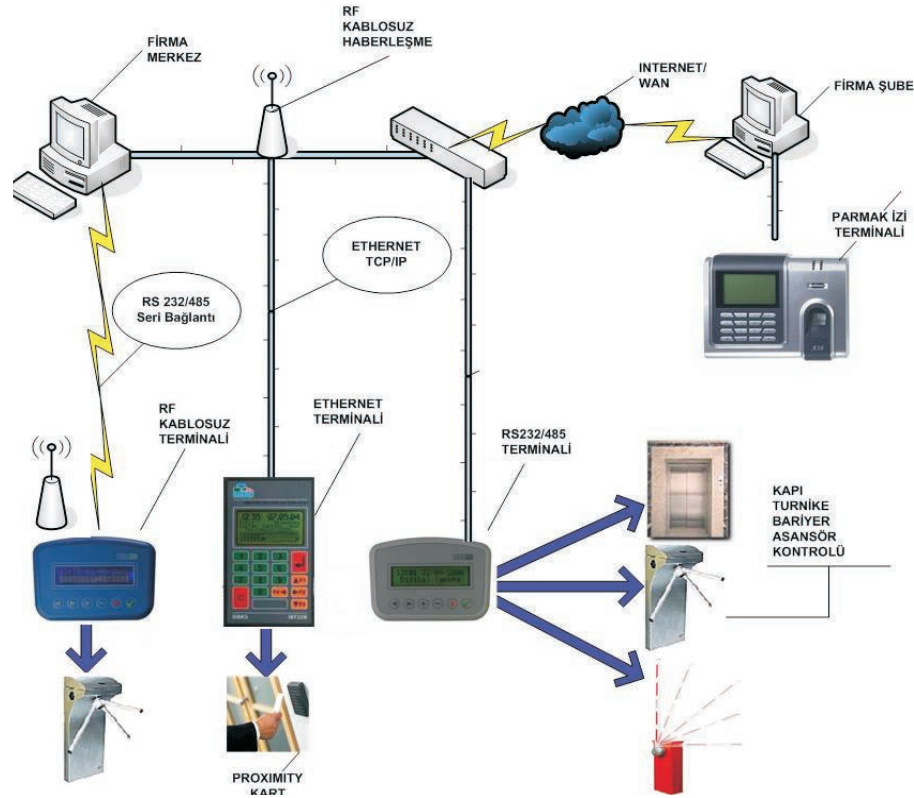 RF
KABLOSUZ
HABERLEŞME
FİRMA
MERKEZ
INTERNET/
WAN
FİRMA ŞUBE
PARMAK İZİ
TERMİNALİ
ETHERNET
TCP/IP
RS 232/485
Seri Bağlantı
RF
KABLOSUZ
TERMİNALİ
ETHERNET
TERMİNALİ
RS232/485
TERMİNALİ
KAPI
TURNİKE
BARİYER
ASANSÖR
KONTROLÜ
PROXIMITY
KART